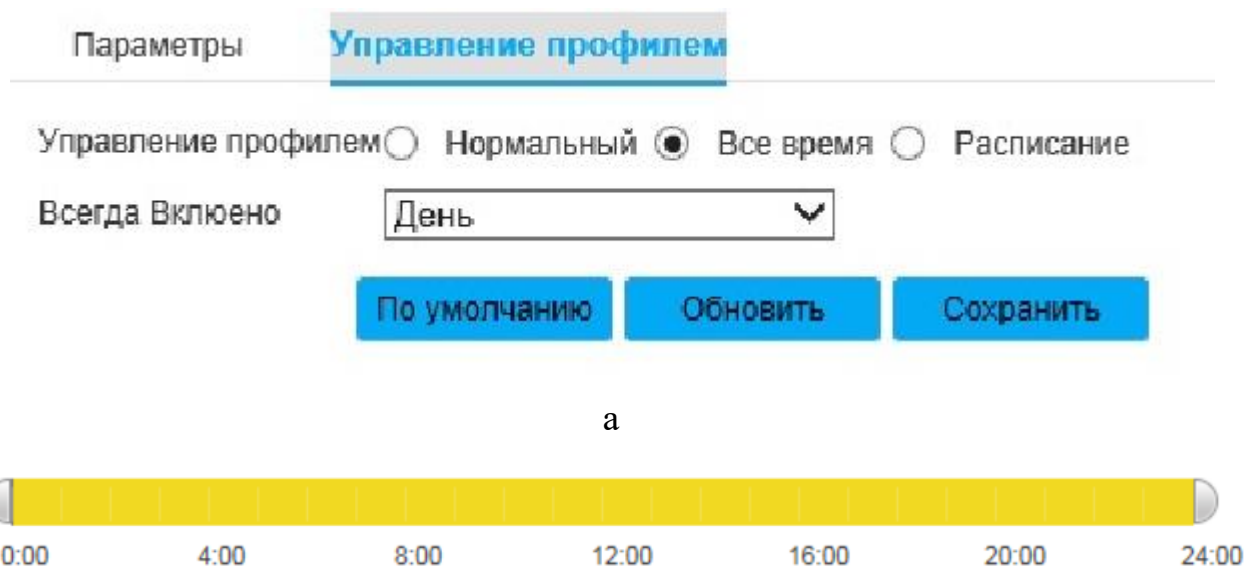 Параметры Управление профилем
Управление профилем Нормальный Все время Расписание
Всегда Вклюено День
По умолчанию Обновить Сохранить
а
0:00 4:00 8:00 12:00 16:00 20:00 24:00